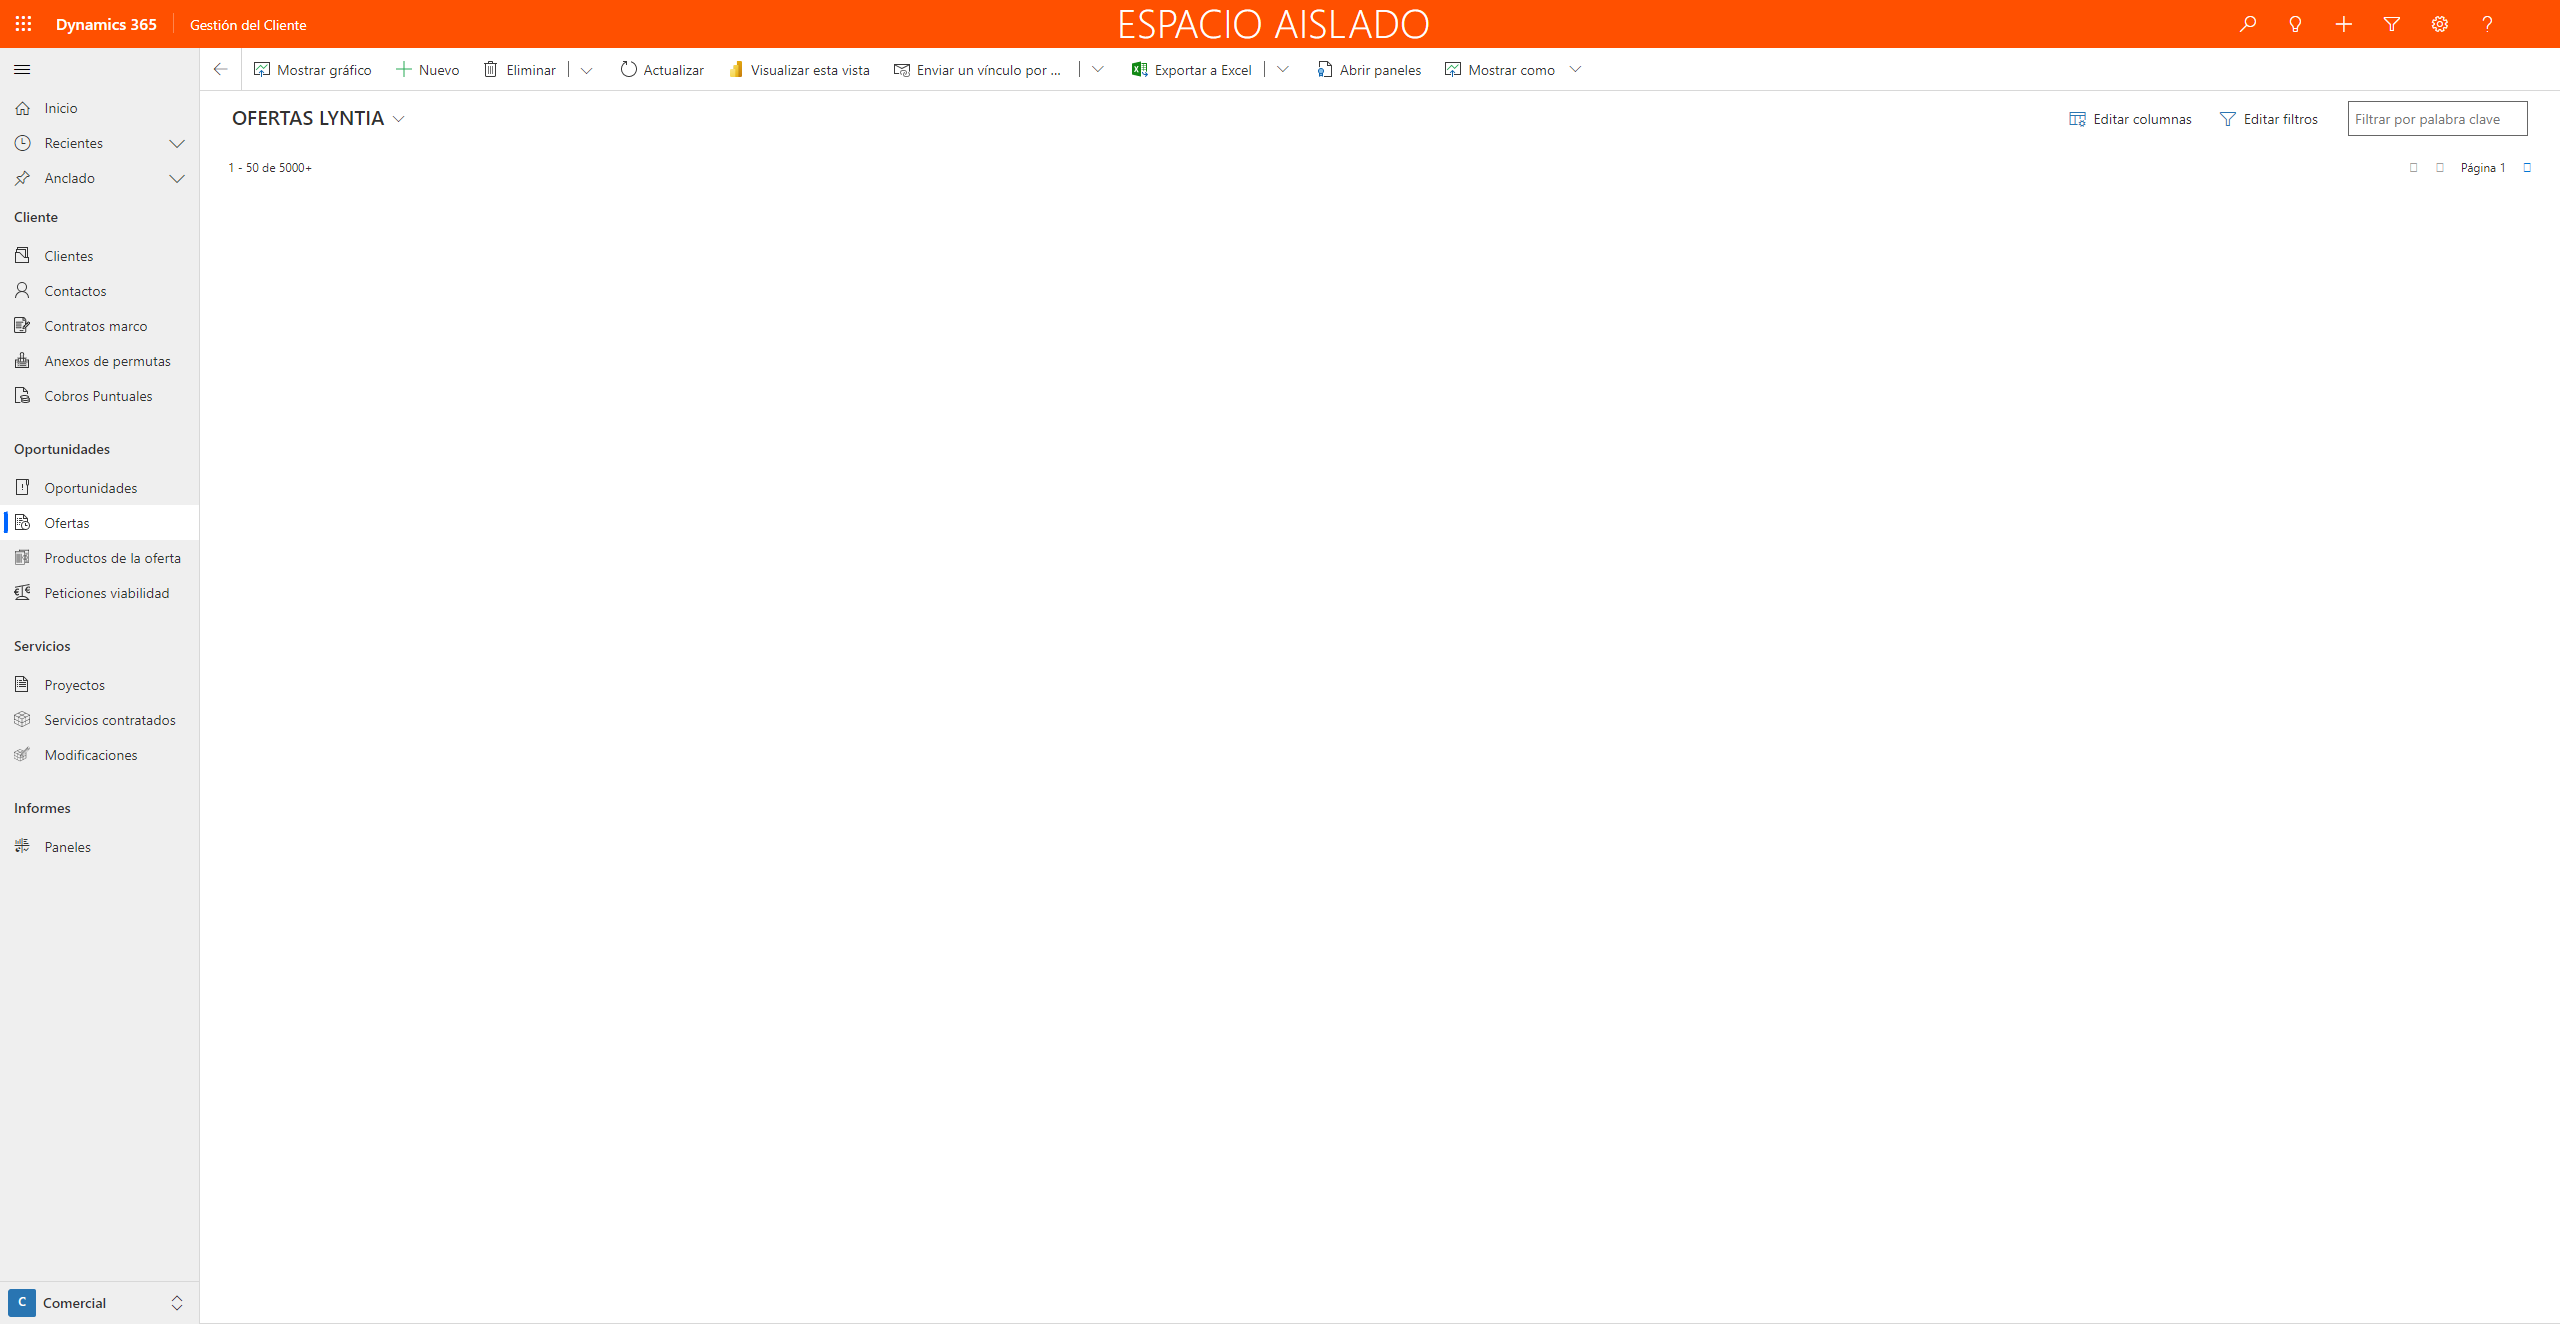 Dynamics 365
Gestión del Cliente
ESPACIO AISLADO
Mostrar gráfico
Nuevo
Eliminar
Actualizar
Visualizar esta vista
Enviar un vínculo por ...
Exportar a Excel
Abrir paneles
Mostrar como
Inicio
Recientes
Anclado
Cliente
Clientes
Contactos
Contratos marco
Anexos de permutas
Cobros Puntuales
Oportunidades
Oportunidades
Ofertas
Productos de la oferta
Peticiones viabilidad
Servicios
Proyectos
Servicios contratados
Modificaciones
Informes
Paneles
C
Comercial
OFERTAS LYNTIA
Editar columnas
Editar filtros
Filtrar por palabra clave
1 - 50 de 5000+
Página 1